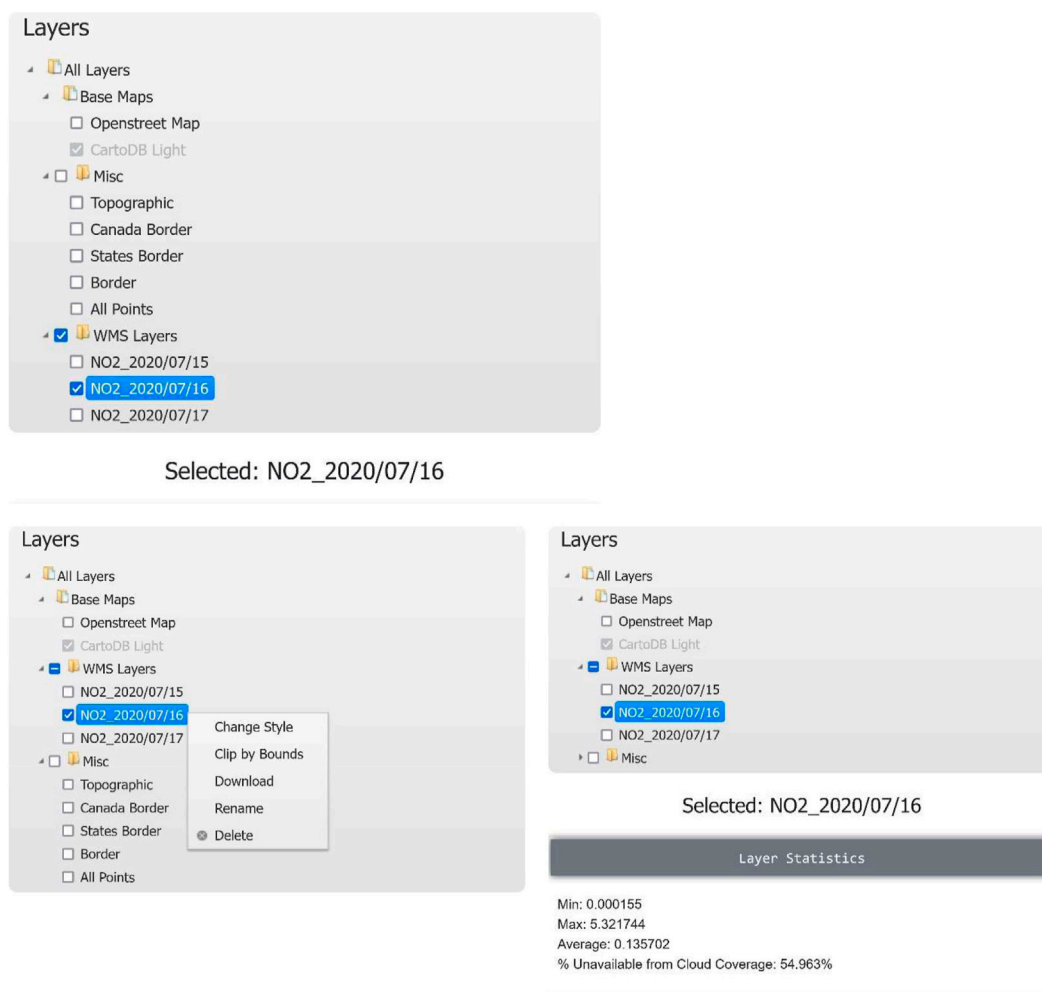 Layers
All Layers
Base Maps
Openstreet Map
CartoDB Light
Misc
Topographic
Canada Border
States Border
Border
All Points
WMS Layers
NO2_2020/07/15
NO2_2020/07/16
NO2_2020/07/17
Selected: NO2_2020/07/16
Layers
All Layers
Base Maps
Openstreet Map
CartoDB Light
WMS Layers
NO2_2020/07/15
NO2_2020/07/16
NO2_2020/07/17
Misc
Topographic
Canada Border
States Border
Border
All Points
Change Style
Clip by Bounds
Download
Rename
Delete
Layers
All Layers
Base Maps
Openstreet Map
CartoDB Light
WMS Layers
NO2_2020/07/15
NO2_2020/07/16
NO2_2020/07/17
Misc
Selected: NO2_2020/07/16
Layer Statistics
Min: 0.000155
Max: 5.321744
Average: 0.135702
% Unavailable from Cloud Coverage: 54.963%